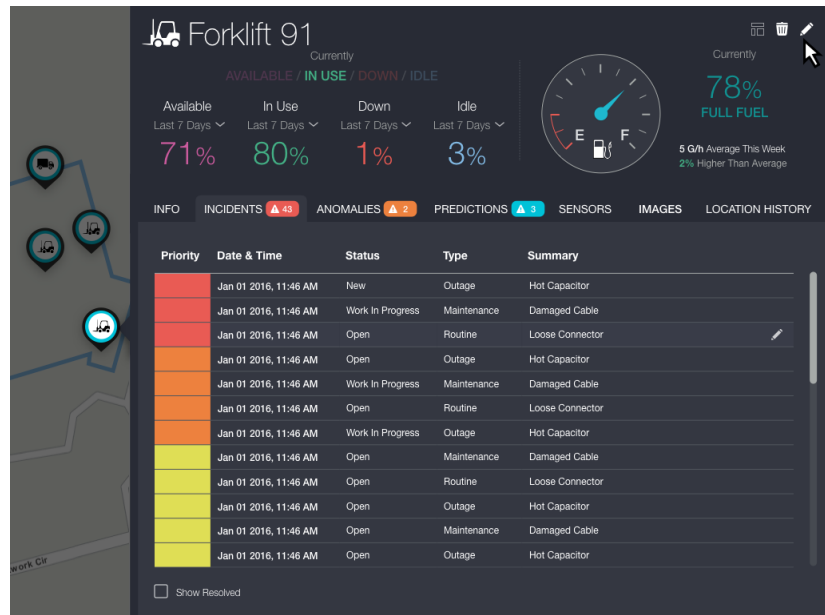 Forklift 91
Currently
AVAILABLE / IN USE / DOWN / IDLE
Available In Use Down Idle
Last 7 Days Last 7 Days Last 7 Days Last 7 Days
71% 80% 1% 3%
E F
Currently
78%
FULL FUEL
5 G/h Average This Week
2% Higher Than Average
INFO INCIDENTS 43 ANOMALIES 2 PREDICTIONS 3 SENSORS IMAGES LOCATION HISTORY
Priority Date & Time Status Type Summary
Jan 01 2016, 11:46 AM New Outage Hot Capacitor
Jan 01 2016, 11:46 AM Work In Progress Maintenance Damaged Cable
Jan 01 2016, 11:46 AM Open Routine Loose Connector
Jan 01 2016, 11:46 AM Open Outage Hot Capacitor
Jan 01 2016, 11:46 AM Work In Progress Maintenance Damaged Cable
Jan 01 2016, 11:46 AM Open Routine Loose Connector
Jan 01 2016, 11:46 AM Work In Progress Outage Hot Capacitor
Jan 01 2016, 11:46 AM Open Maintenance Damaged Cable
Jan 01 2016, 11:46 AM Open Routine Loose Connector
Jan 01 2016, 11:46 AM Open Outage Hot Capacitor
Jan 01 2016, 11:46 AM Open Maintenance Damaged Cable
Jan 01 2016, 11:46 AM Open Outage Hot Capacitor
Show Resolved
work Cir